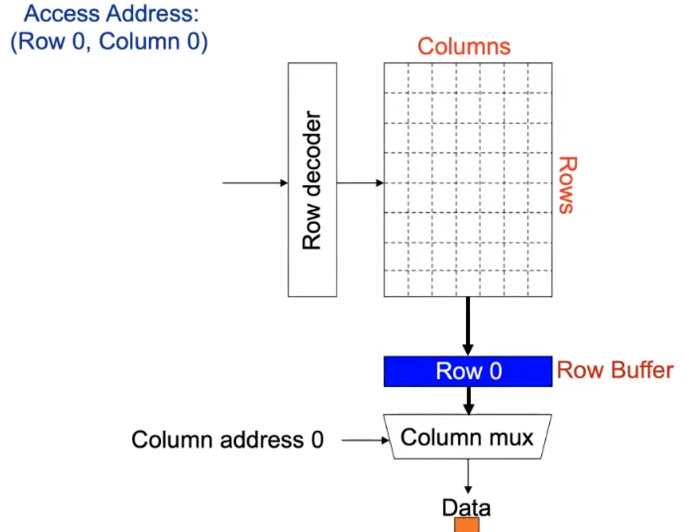 Access Address:
(Row 0, Column 0)
Columns
Row decoder
Rows
Row 0
Row Buffer
Column address 0
Column mux
Data